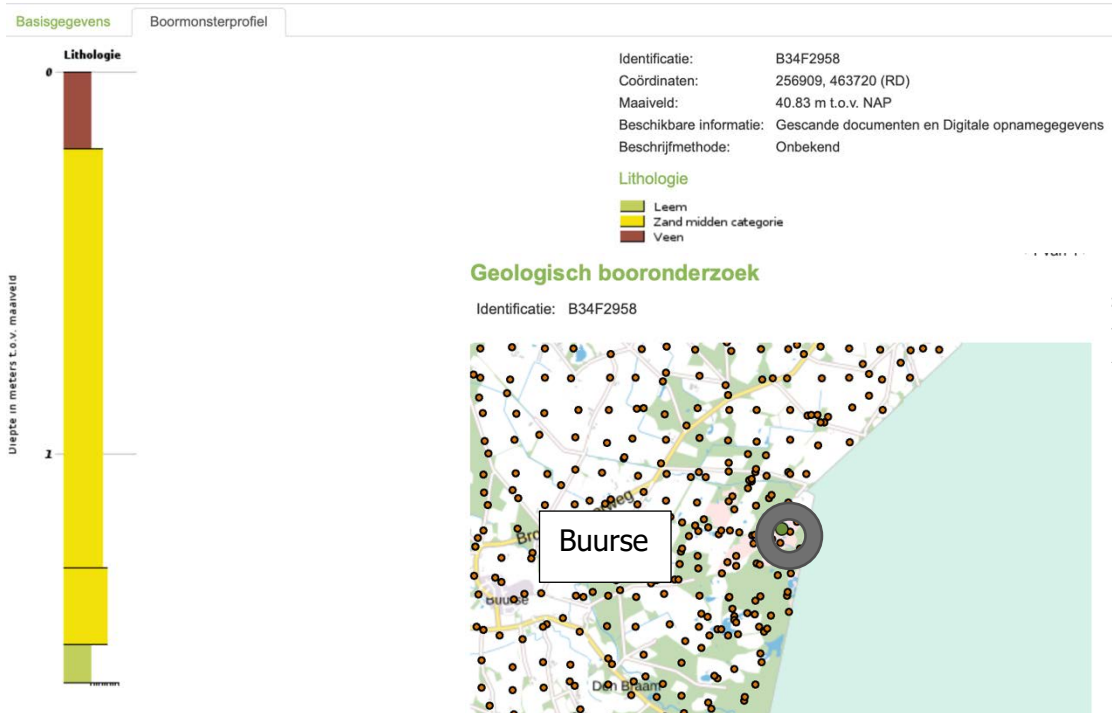 Basisgegevens
Boormonsterprofiel
Lithologie
0
1
Diepte in meters t.o.v. maaiveld
Identificatie: B34F2958
Coördinaten: 256909, 463720 (RD)
Maaiveld: 40.83 m t.o.v. NAP
Beschikbare informatie: Gescande documenten en Digitale opnamegegevens
Beschrijfmethode: Onbekend
Lithologie
Leem
Zand midden categorie
Veen
Geologisch booronderzoek
Identificatie: B34F2958
Buurse
Buurse
Den Braam